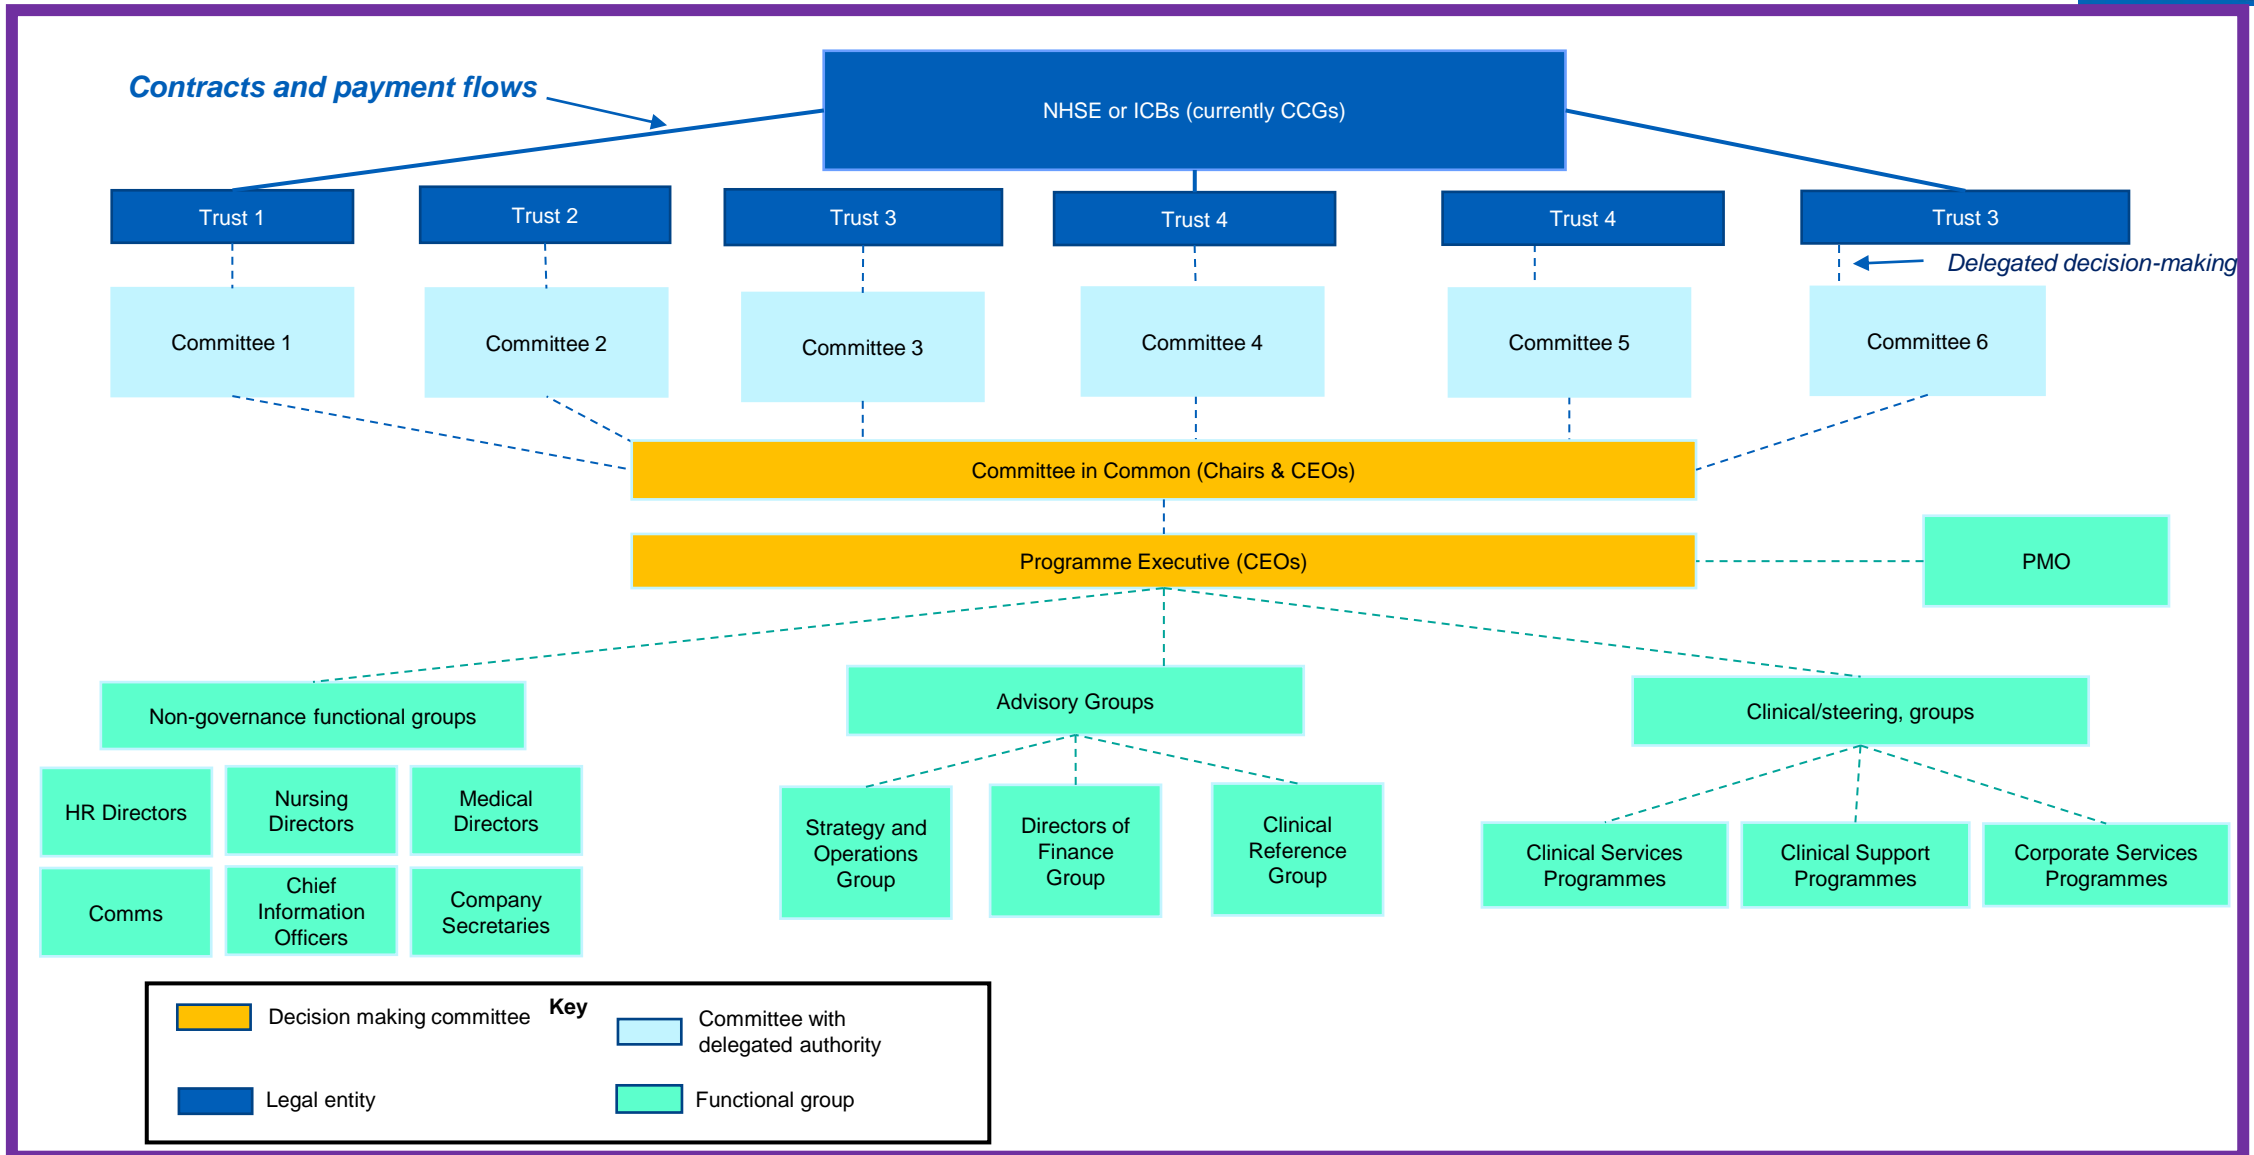 Contracts and payment flows
NHSE or ICBs (currently CCGs)
Trust 1
Trust 2
Trust 3
Trust 4
Trust 4
Trust 3
Delegated decision-making
Committee 1
Committee 2
Committee 3
Committee 4
Committee 5
Committee 6
Committee in Common (Chairs & CEOs)
Programme Executive (CEOs)
PMO
Non-governance functional groups
Advisory Groups
Clinical/steering, groups
HR Directors
Nursing
Directors
Medical
Directors
Comms
Chief
Information
Officers
Company
Secretaries
Strategy and
Operations
Group
Directors of
Finance
Group
Clinical
Reference
Group
Clinical Services
Programmes
Clinical Support
Programmes
Corporate Services
Programmes
Key
Decision making committee
Committee with
delegated authority
Legal entity
Functional group